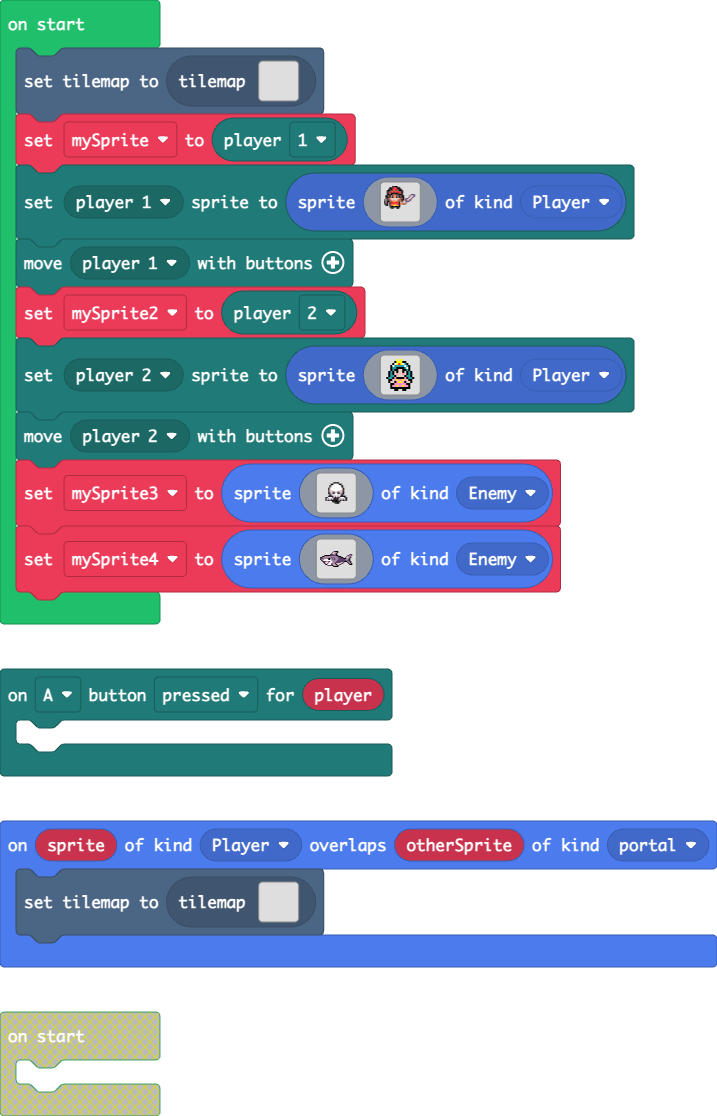 on start
set tilemap to tilemap
set mySprite to player 1
set player 1 sprite to sprite of kind Player
move player 1 with buttons
set mySprite2 to player 2
set player 2 sprite to sprite of kind Player
move player 2 with buttons
set mySprite3 to sprite of kind Enemy
set mySprite4 to sprite of kind Enemy
on A button pressed for player
on sprite of kind Player overlaps otherSprite of kind portal
set tilemap to tilemap
on start